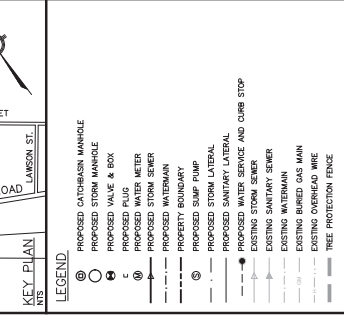 ET
OAD
LAWSON ST.
KEY PLAN
NTS
LEGEND
PROPOSED CATCHBASIN MANHOLE
PROPOSED STORM MANHOLE
PROPOSED VALVE & BOX
PROPOSED PLUG
M PROPOSED WATER METER
PROPOSED STORM SEWER
PROPOSED WATERMAIN
PROPERTY BOUNDARY
S PROPOSED SUMP PUMP
PROPOSED STORM LATERAL
PROPOSED SANITARY LATERAL
PROPOSED WATER SERVICE AND CURB STOP
EXISTING STORM SEWER
EXISTING SANITARY SEWER
EXISTING WATERMAIN
EXISTING BURIED GAS MAIN
EXISTING OVERHEAD WIRE
TREE PROTECTION FENCE